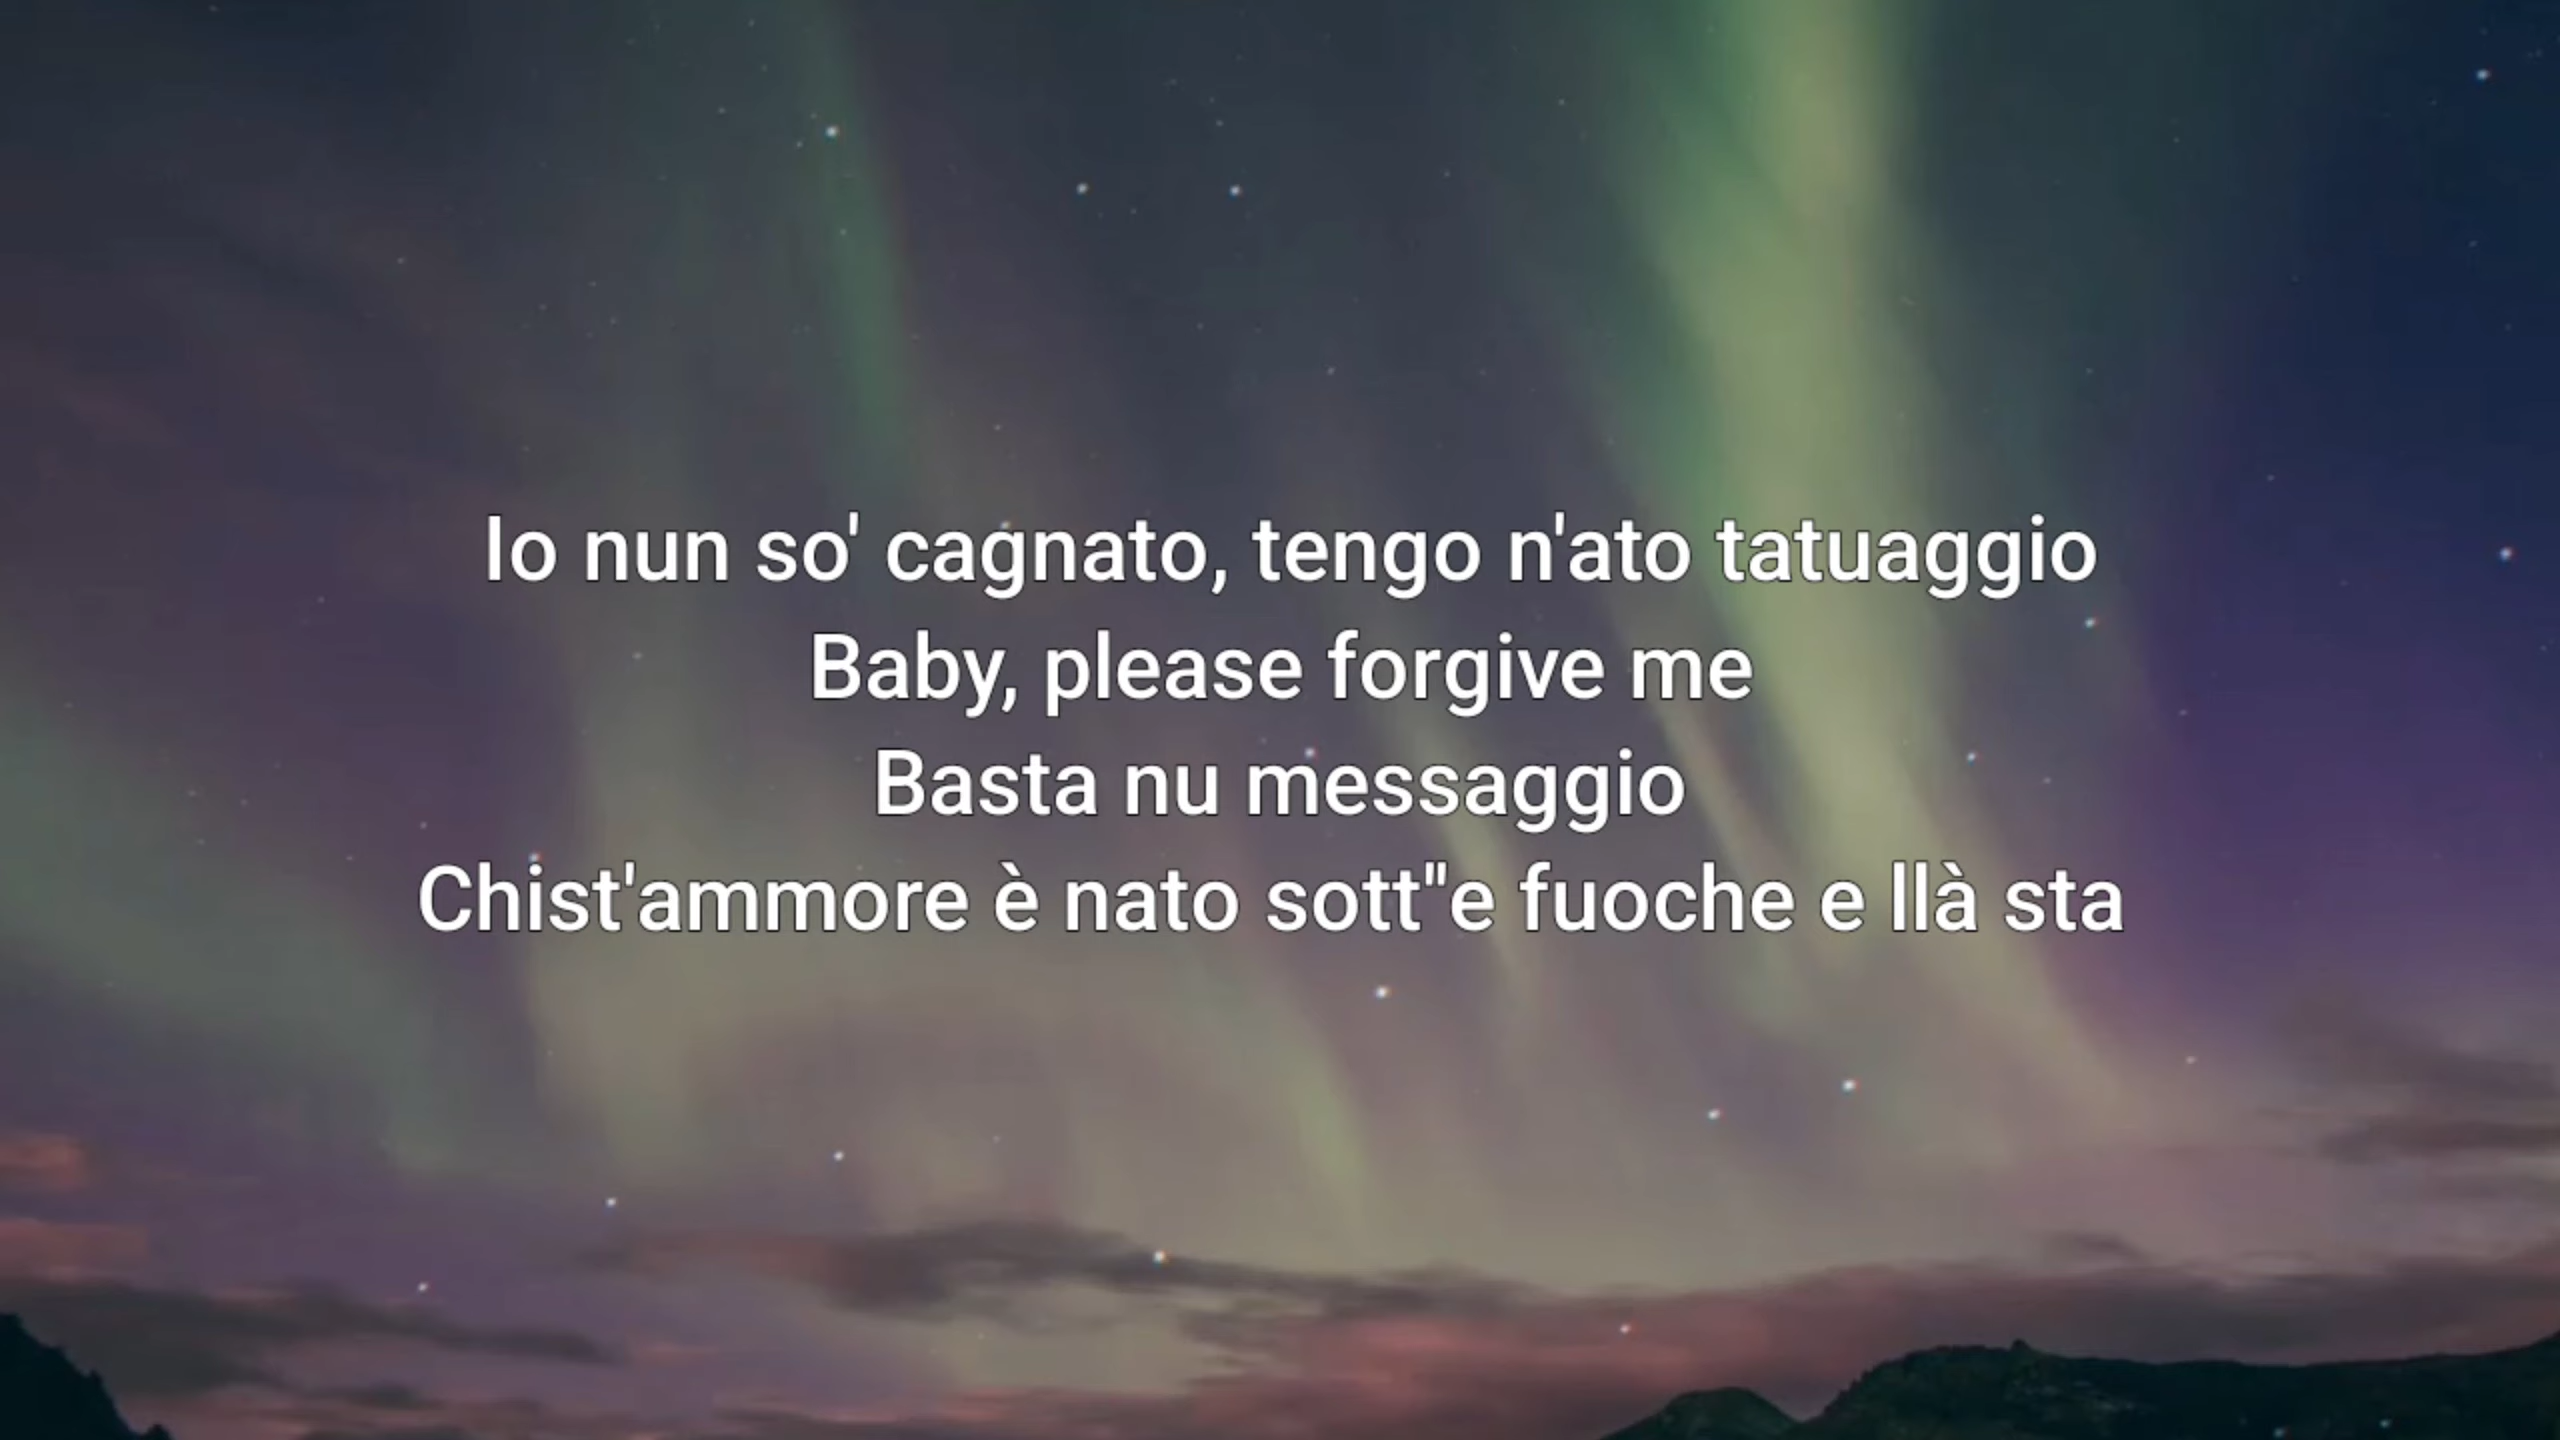 Io nun so' cagnato, tengo n'ato tatuaggio
Baby, please forgive me
Basta nu messaggio
Chist'ammore è nato sott''e fuoche e llà sta